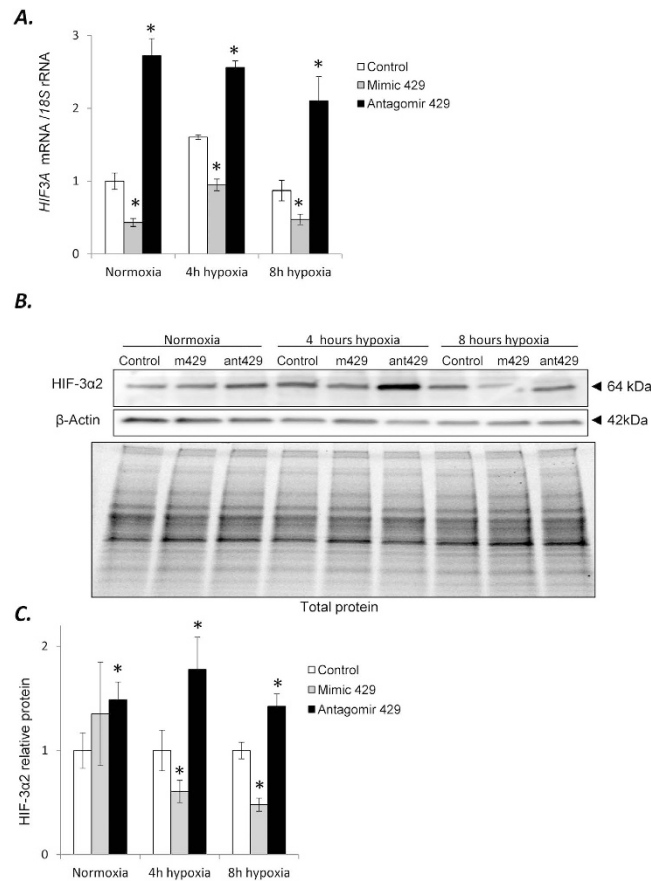 A.
HIF3A mRNA /18S rRNA
3
2
1
0
* * * * * *
Control
Mimic 429
Antagomir 429
Normoxia 4h hypoxia 8h hypoxia
B.
Normoxia 4 hours hypoxia 8 hours hypoxia
Control m429 ant429 Control m429 ant429 Control m429 ant429
HIF-3α2 ◄ 64 kDa
β-Actin ◄ 42kDa
Total protein
C.
HIF-3α2 relative protein
2
1
0
* * * * *
Control
Mimic 429
Antagomir 429
Normoxia 4h hypoxia 8h hypoxia